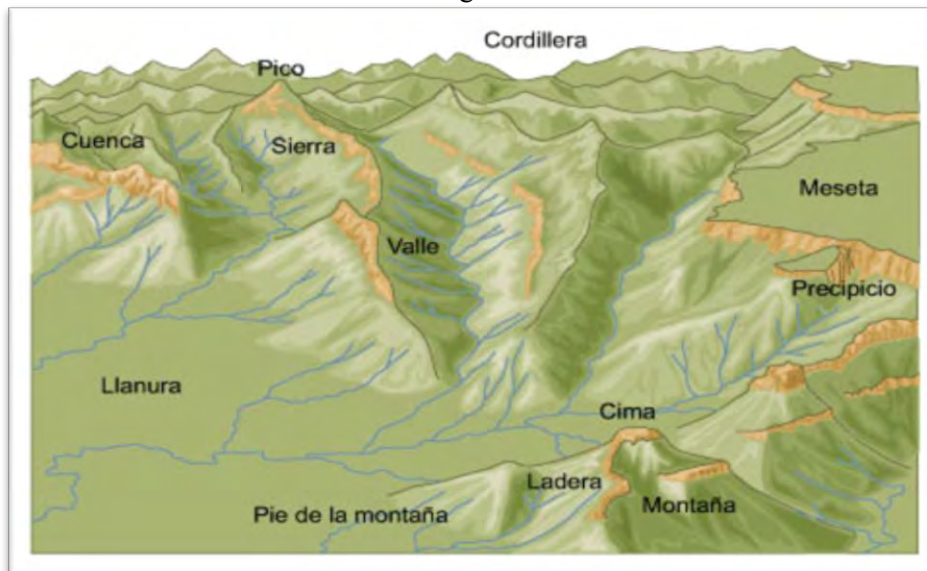 Cordillera
Pico
Cuenca
Sierra
Meseta
Valle
Precipicio
Llanura
Cima
Ladera
Montaña
Pie de la montaña